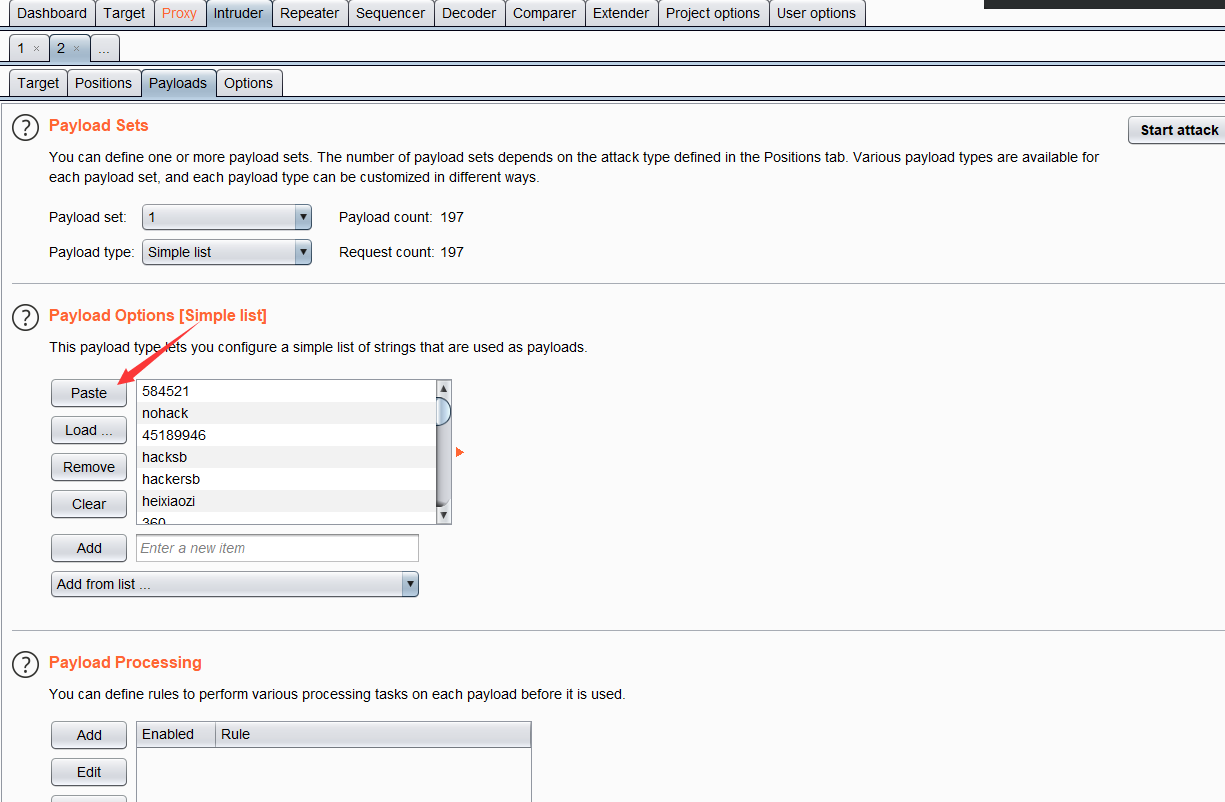 Dashboard Target Proxy Intruder Repeater Sequencer Decoder Comparer Extender Project options User options
1 × 2 × ...
Target Positions Payloads Options
? Payload Sets
Start attack
You can define one or more payload sets. The number of payload sets depends on the attack type defined in the Positions tab. Various payload types are available for
each payload set, and each payload type can be customized in different ways.
Payload set: 1 Payload count: 197
Payload type: Simple list Request count: 197
? Payload Options [Simple list]
This payload type lets you configure a simple list of strings that are used as payloads.
Paste 584521
nohack
Load ... 45189946
hacksb
Remove hackersb
Clear heixiaozi
360
Add Enter a new item
Add from list ...
? Payload Processing
You can define rules to perform various processing tasks on each payload before it is used.
Add Enabled Rule
Edit